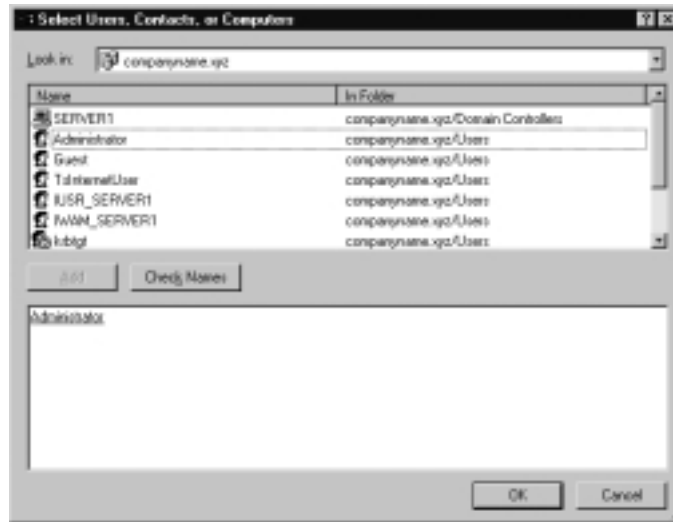 Select Users, Contacts, or Computers
Look in: companyname.xyz
Name In Folder
SERVER1 companyname.xyz/Domain Controllers
Administrator companyname.xyz/Users
Guest companyname.xyz/Users
TsInternetUser companyname.xyz/Users
IUSR_SERVER1 companyname.xyz/Users
IWAM_SERVER1 companyname.xyz/Users
krbtgt companyname.xyz/Users
Add Check Names
Administrator
OK Cancel